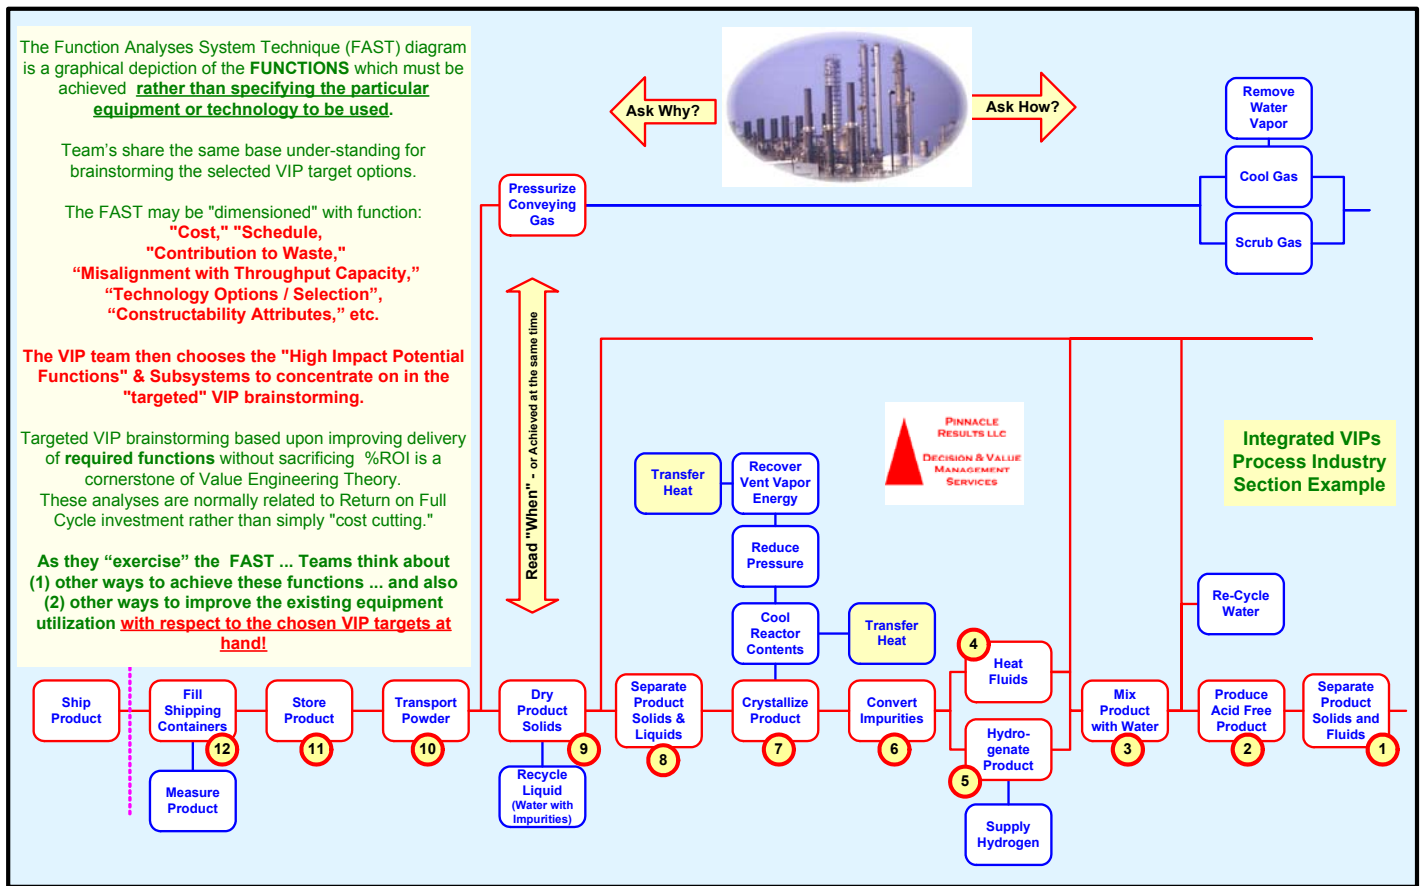 The Function Analyses System Technique (FAST) diagram
is a graphical depiction of the FUNCTIONS which must be
achieved rather than specifying the particular
equipment or technology to be used.
Team's share the same base under-standing for
brainstorming the selected VIP target options.
The FAST may be "dimensioned" with function:
"Cost," "Schedule,
"Contribution to Waste,"
“Misalignment with Throughput Capacity,”
“Technology Options / Selection”,
“Constructability Attributes,” etc.
The VIP team then chooses the "High Impact Potential
Functions" & Subsystems to concentrate on in the
"targeted" VIP brainstorming.
Targeted VIP brainstorming based upon improving delivery
of required functions without sacrificing %ROI is a
cornerstone of Value Engineering Theory.
These analyses are normally related to Return on Full
Cycle investment rather than simply "cost cutting."
As they “exercise” the FAST ... Teams think about
(1) other ways to achieve these functions ... and also
(2) other ways to improve the existing equipment
utilization with respect to the chosen VIP targets at
hand!
Ask Why?
Ask How?
Remove
Water
Vapor
Cool Gas
Scrub Gas
Pressurize
Conveying
Gas
Read "When" - or Achieved at the same time
PINNACLE
RESULTS LLC
DECISION & VALUE
MANAGEMENT
SERVICES
Integrated VIPs
Process Industry
Section Example
Transfer
Heat
Recover
Vent Vapor
Energy
Reduce
Pressure
Cool
Reactor
Contents
Transfer
Heat
Re-Cycle
Water
Ship
Product
Fill
Shipping
Containers
12
Store
Product
11
Transport
Powder
10
Dry
Product
Solids
9
Separate
Product
Solids &
Liquids
8
Crystallize
Product
7
Convert
Impurities
6
4
Heat
Fluids
Hydro-
genate
Product
5
Mix
Product
with Water
3
Produce
Acid Free
Product
2
Separate
Product
Solids and
Fluids
1
Measure
Product
Recycle
Liquid
(Water with
Impurities)
Supply
Hydrogen